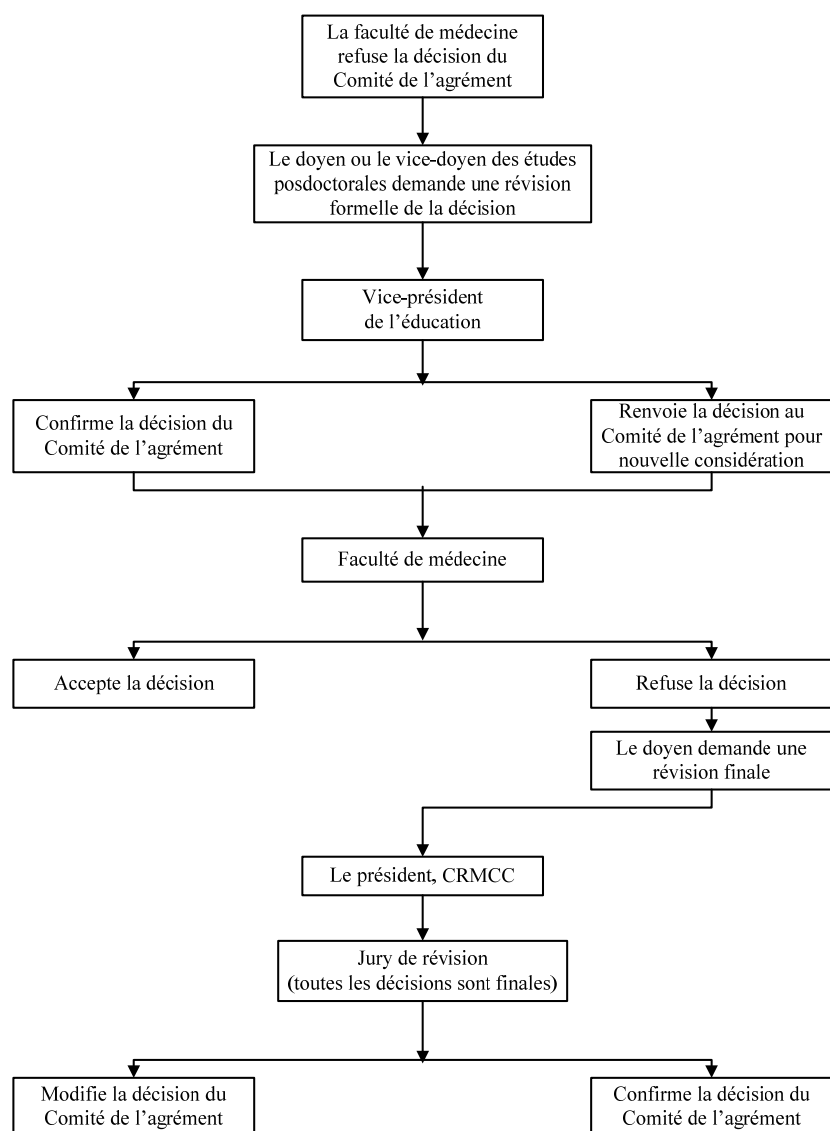 La faculté de médecine
refuse la décision du
Comité de l'agrément
Le doyen ou le vice-doyen des études
posdoctorales demande une révision
formelle de la décision
Vice-président
de l'éducation
Confirme la décision du
Comité de l'agrément
Renvoie la décision au
Comité de l'agrément pour
nouvelle considération
Faculté de médecine
Accepte la décision
Refuse la décision
Le doyen demande une
révision finale
Le président, CRMCC
Jury de révision
(toutes les décisions sont finales)
Modifie la décision du
Comité de l'agrément
Confirme la décision du
Comité de l'agrément